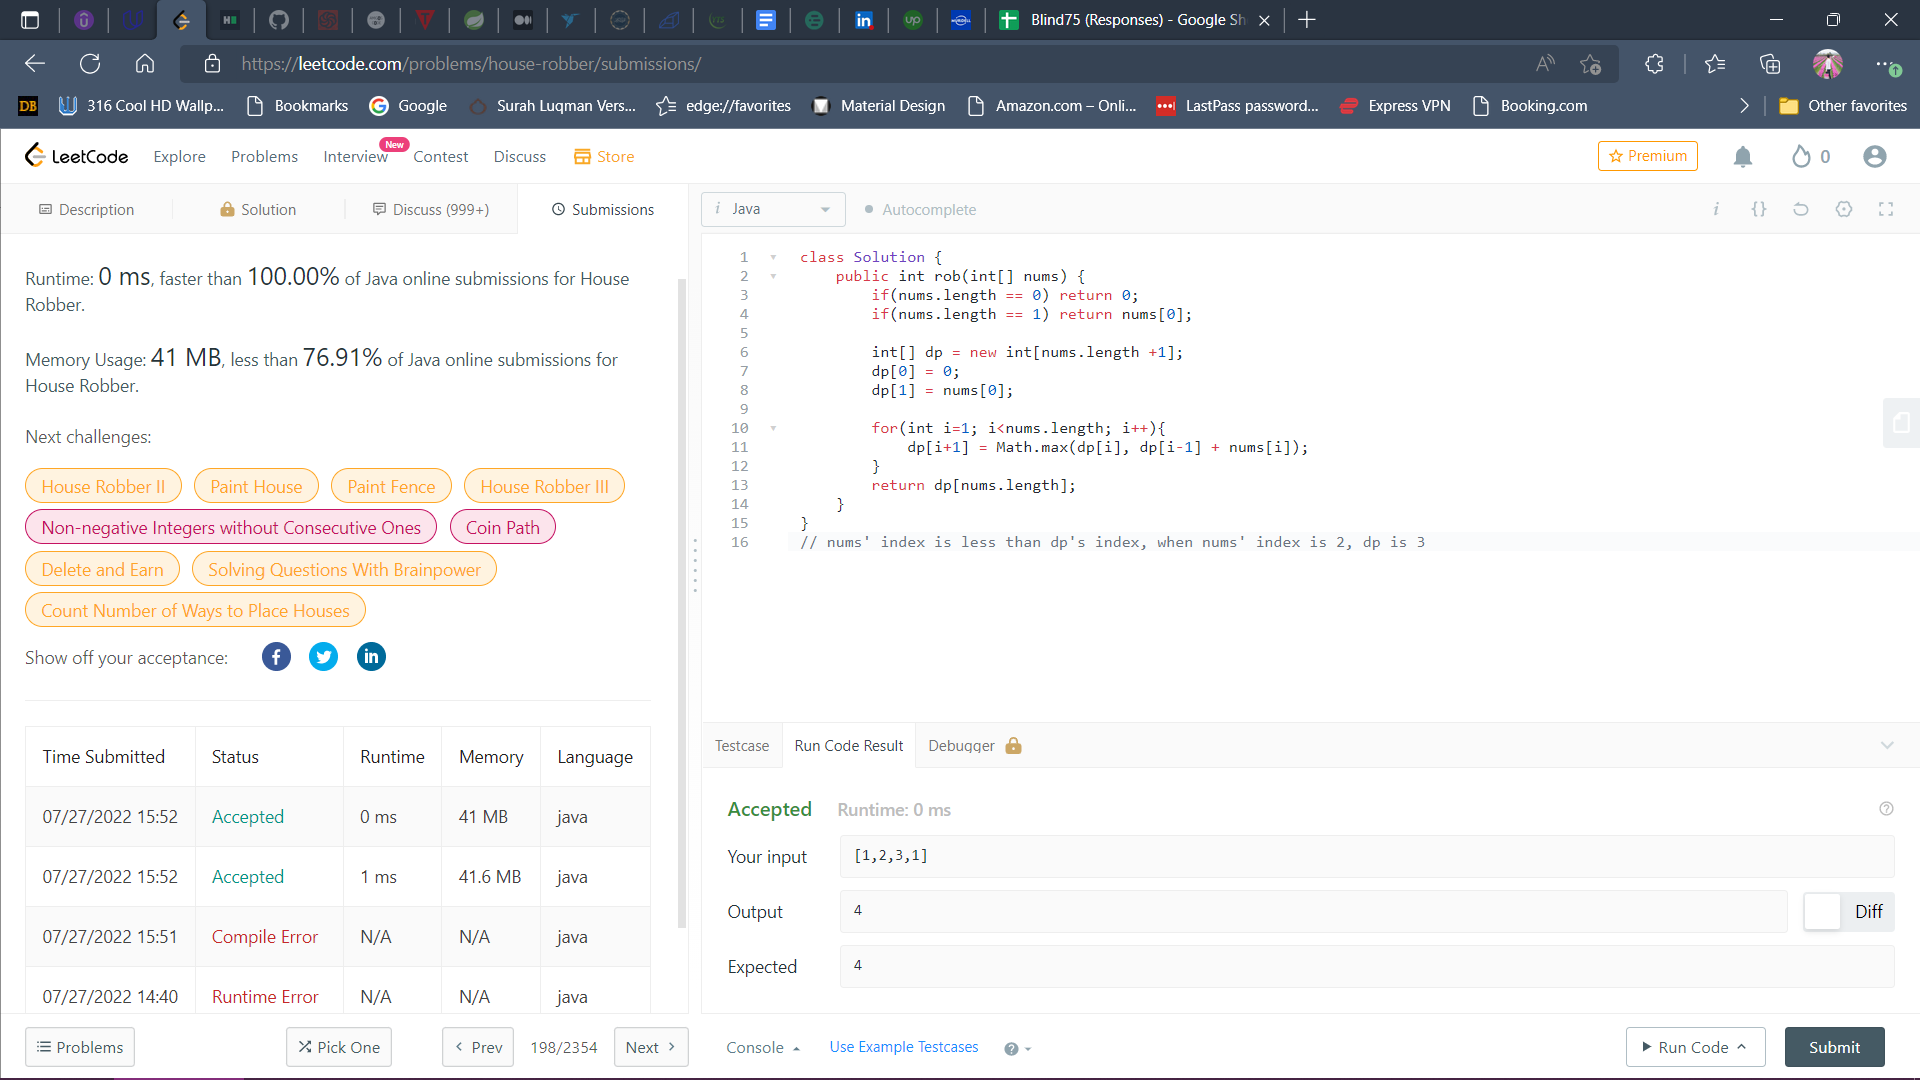 Blind75 (Responses) - Google Sh
https://leetcode.com/problems/house-robber/submissions/
DB
316 Cool HD Wallp...
Bookmarks
Google
Surah Luqman Vers...
edge://favorites
Material Design
Amazon.com – Onli...
LastPass password...
Express VPN
Booking.com
Other favorites
LeetCode
Explore
Problems
Interview
New
Contest
Discuss
Store
Premium
0
Description
Solution
Discuss (999+)
Submissions
i Java
Autocomplete
Runtime: 0 ms, faster than 100.00% of Java online submissions for House
Robber.
Memory Usage: 41 MB, less than 76.91% of Java online submissions for
House Robber.
Next challenges:
House Robber II
Paint House
Paint Fence
House Robber III
Non-negative Integers without Consecutive Ones
Coin Path
Delete and Earn
Solving Questions With Brainpower
Count Number of Ways to Place Houses
Show off your acceptance:
Time Submitted Status Runtime Memory Language
07/27/2022 15:52 Accepted 0 ms 41 MB java
07/27/2022 15:52 Accepted 1 ms 41.6 MB java
07/27/2022 15:51 Compile Error N/A N/A java
07/27/2022 14:40 Runtime Error N/A N/A java
1 class Solution {
2 public int rob(int[] nums) {
3 if(nums.length == 0) return 0;
4 if(nums.length == 1) return nums[0];
5
6 int[] dp = new int[nums.length +1];
7 dp[0] = 0;
8 dp[1] = nums[0];
9
10 for(int i=1; i<nums.length; i++){
11 dp[i+1] = Math.max(dp[i], dp[i-1] + nums[i]);
12 }
13 return dp[nums.length];
14 }
15 }
16 // nums' index is less than dp's index, when nums' index is 2, dp is 3
Testcase
Run Code Result
Debugger
Accepted Runtime: 0 ms
Your input
[1,2,3,1]
Output
4
Diff
Expected
4
Problems
Pick One
Prev
198/2354
Next
Console
Use Example Testcases
Run Code
Submit